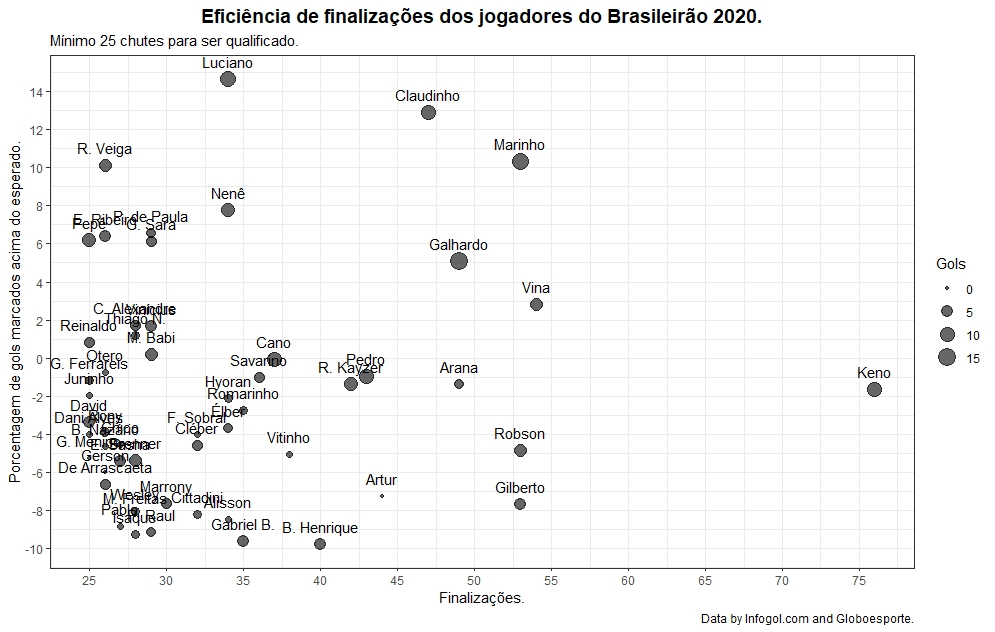 Eficiência de finalizações dos jogadores do Brasileirão 2020.
Mínimo 25 chutes para ser qualificado.
Porcentagem de gols marcados acima do esperado.
14
12
10
8
6
4
2
0
-2
-4
-6
-8
-10
Luciano
Claudinho
Marinho
R. Veiga
Nenê
E. Ribeiro
P. de Paula
Pepê
G. Sara
Galhardo
Vina
C. Alexandre
Vinicius
Thiago N.
Reinaldo
M. Babi
Cano
Otero
Savarino
Pedro
G. Ferrareis
R. Kayzer
Arana
Keno
Juninho
Hyoran
Romarinho
David
Élber
Dani Alves
F. Sobral
Cléber
Vitinho
Robson
Gerson
De Arrascaeta
Artur
Gilberto
Marrony
Wesley
M. Freitas
Cittadini
Pablo
Alisson
Isaque
Raul
Gabriel B.
B. Henrique
25
30
35
40
45
50
55
60
65
70
75
Finalizações.
Gols
0
5
10
15
Data by Infogol.com and Globoesporte.